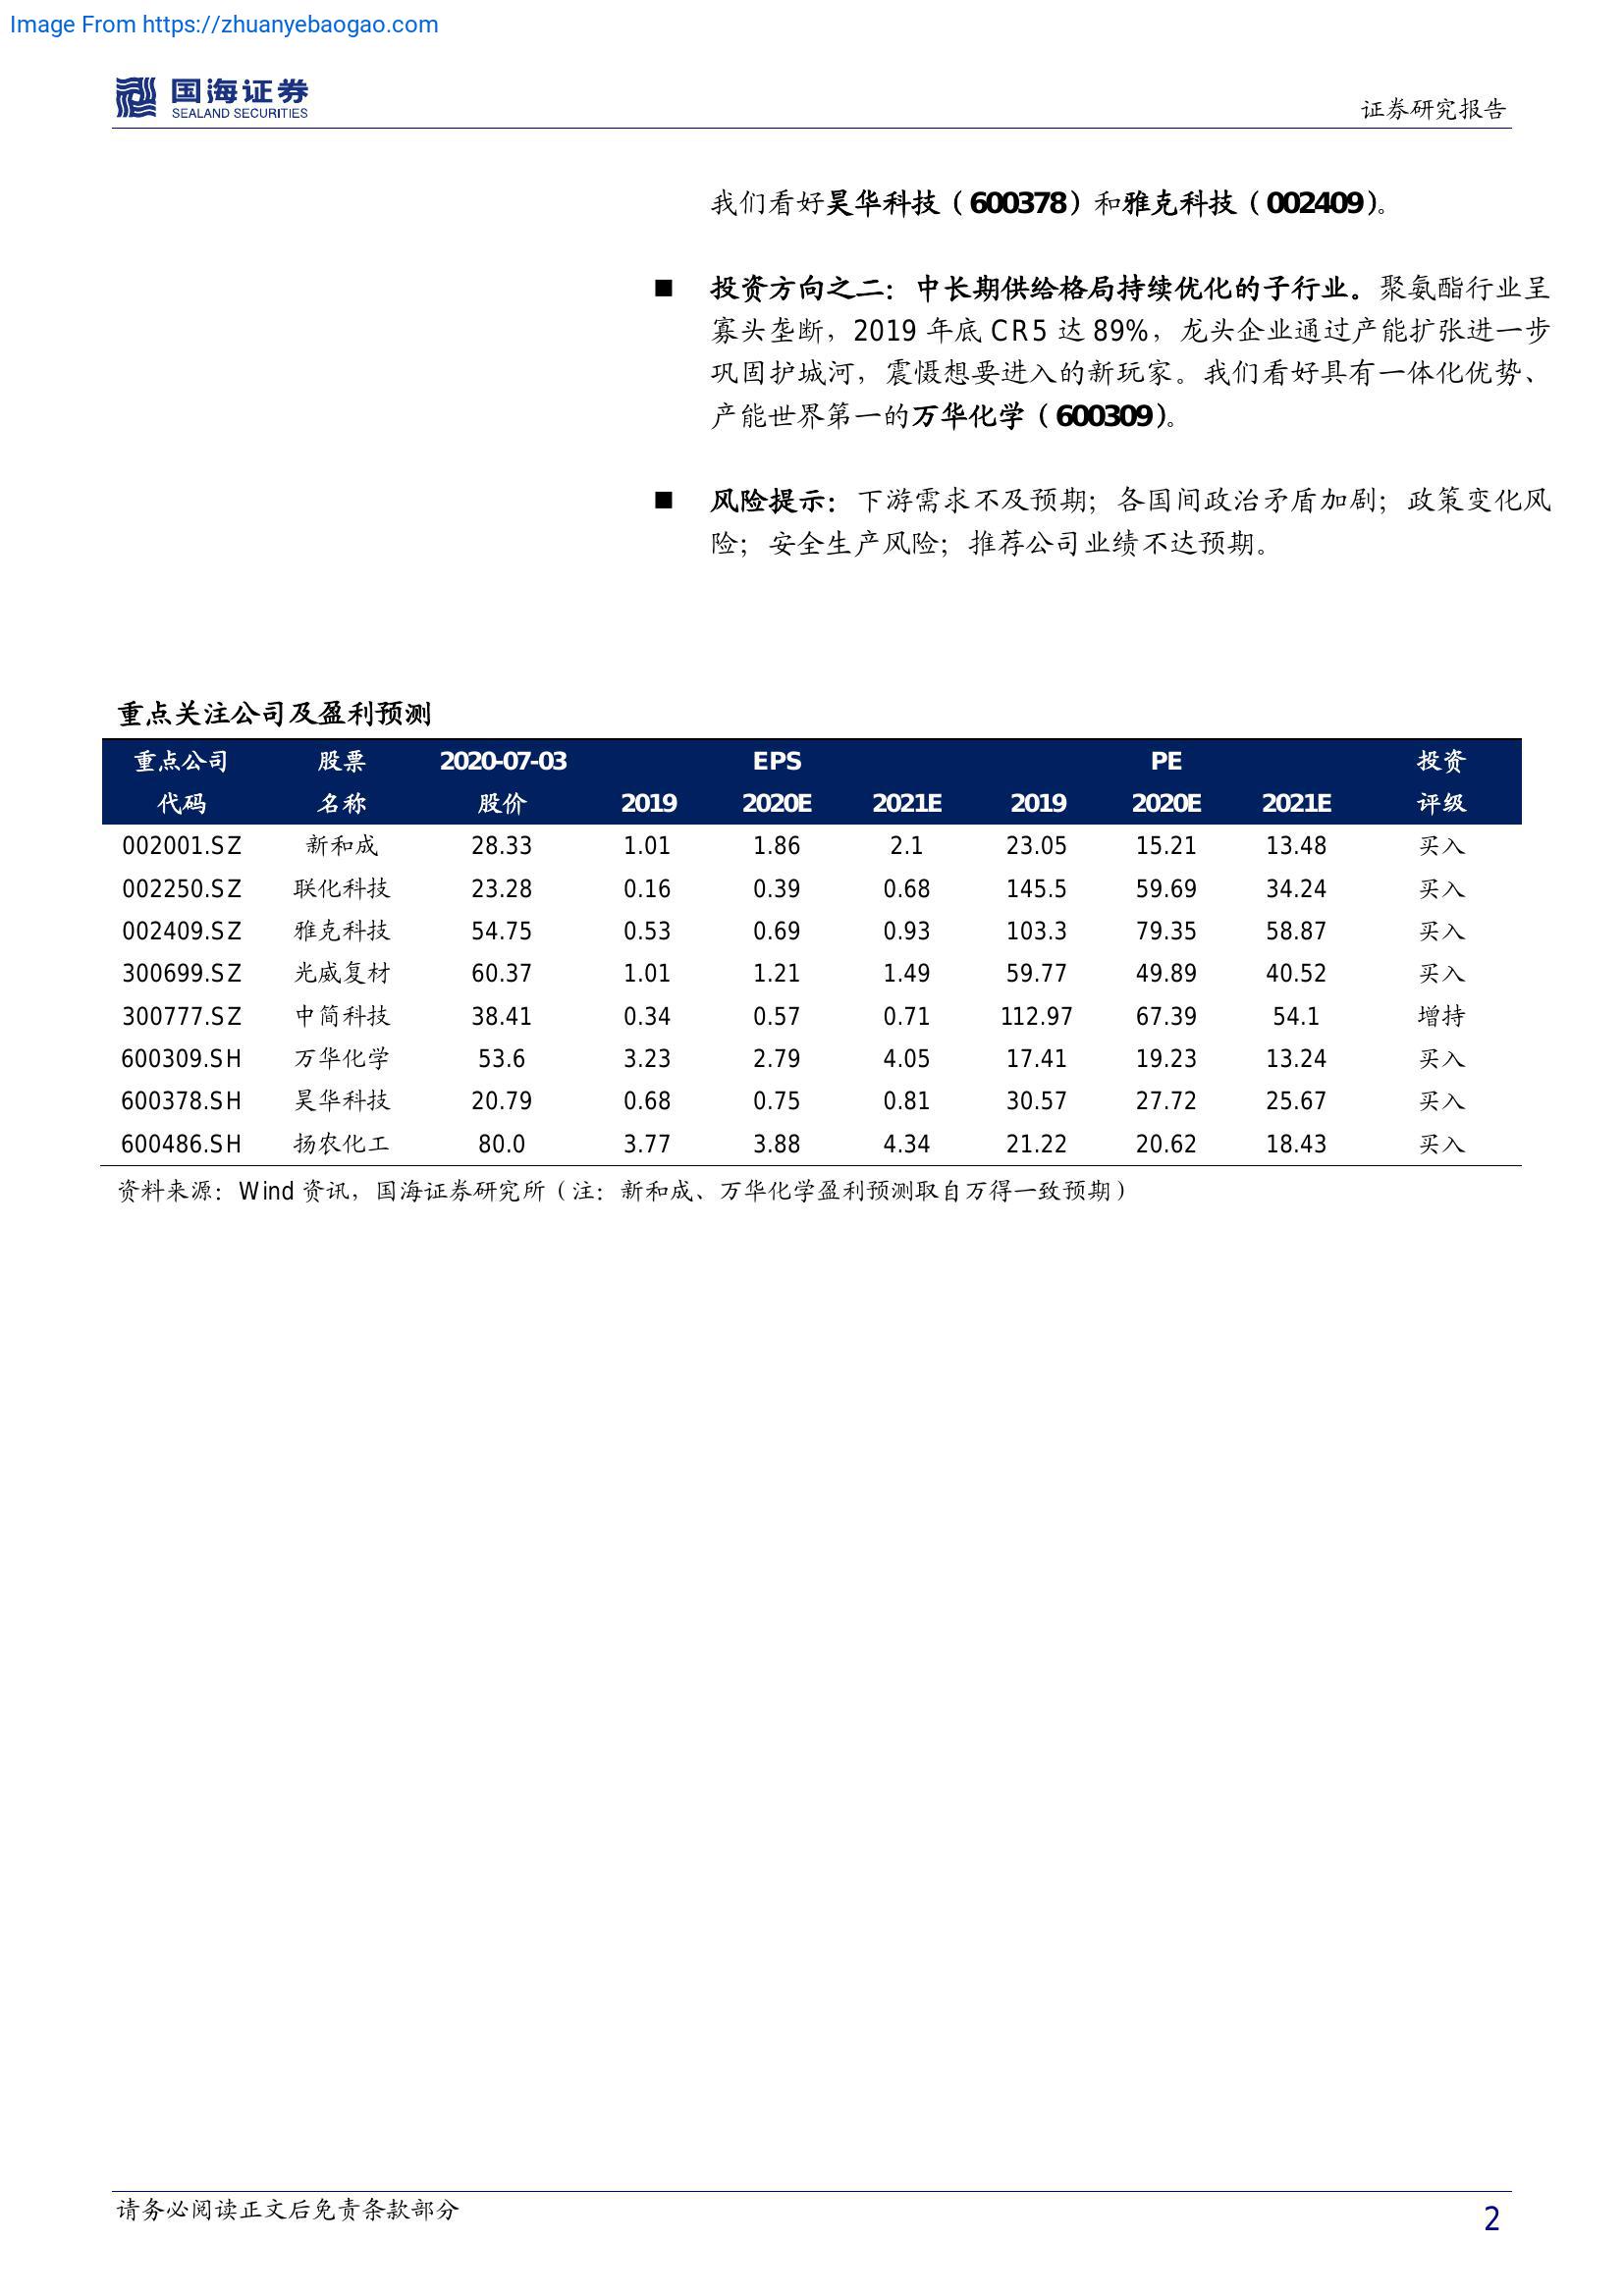 Image From https://zhuanyebaogao.com
国海证券
SEALAND SECURITIES
证券研究报告
我们看好昊华科技（600378）和雅克科技（002409）。
■ 投资方向之二：中长期供给格局持续优化的子行业。聚氨酯行业呈
寡头垄断，2019 年底 CR5 达 89%，龙头企业通过产能扩张进一步
巩固护城河，震慑想要进入的新玩家。我们看好具有一体化优势、
产能世界第一的万华化学（600309）。
■ 风险提示：下游需求不及预期；各国间政治矛盾加剧；政策变化风
险；安全生产风险；推荐公司业绩不达预期。
重点关注公司及盈利预测
重点公司 股票 2020-07-03 EPS PE 投资
代码 名称 股价 2019 2020E 2021E 2019 2020E 2021E 评级
002001.SZ 新和成 28.33 1.01 1.86 2.1 23.05 15.21 13.48 买入
002250.SZ 联化科技 23.28 0.16 0.39 0.68 145.5 59.69 34.24 买入
002409.SZ 雅克科技 54.75 0.53 0.69 0.93 103.3 79.35 58.87 买入
300699.SZ 光威复材 60.37 1.01 1.21 1.49 59.77 49.89 40.52 买入
300777.SZ 中简科技 38.41 0.34 0.57 0.71 112.97 67.39 54.1 增持
600309.SH 万华化学 53.6 3.23 2.79 4.05 17.41 19.23 13.24 买入
600378.SH 昊华科技 20.79 0.68 0.75 0.81 30.57 27.72 25.67 买入
600486.SH 扬农化工 80.0 3.77 3.88 4.34 21.22 20.62 18.43 买入
资料来源：Wind 资讯，国海证券研究所（注：新和成、万华化学盈利预测取自万得一致预期）
请务必阅读正文后免责条款部分
2